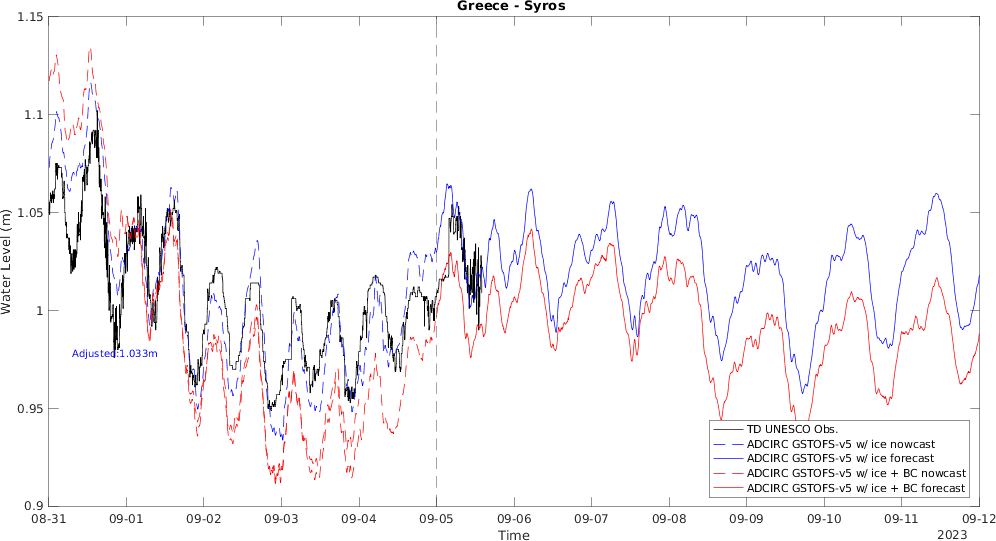 Greece - Syros
1.15
1.1
1.05
1
0.95
0.9
Water Level (m)
Adjusted:1.033m
TD UNESCO Obs.
ADCIRC GSTOFS-v5 w/ ice nowcast
ADCIRC GSTOFS-v5 w/ ice forecast
ADCIRC GSTOFS-v5 w/ ice + BC nowcast
ADCIRC GSTOFS-v5 w/ ice + BC forecast
08-31 09-01 09-02 09-03 09-04 09-05 09-06 09-07 09-08 09-09 09-10 09-11 09-12
Time
2023